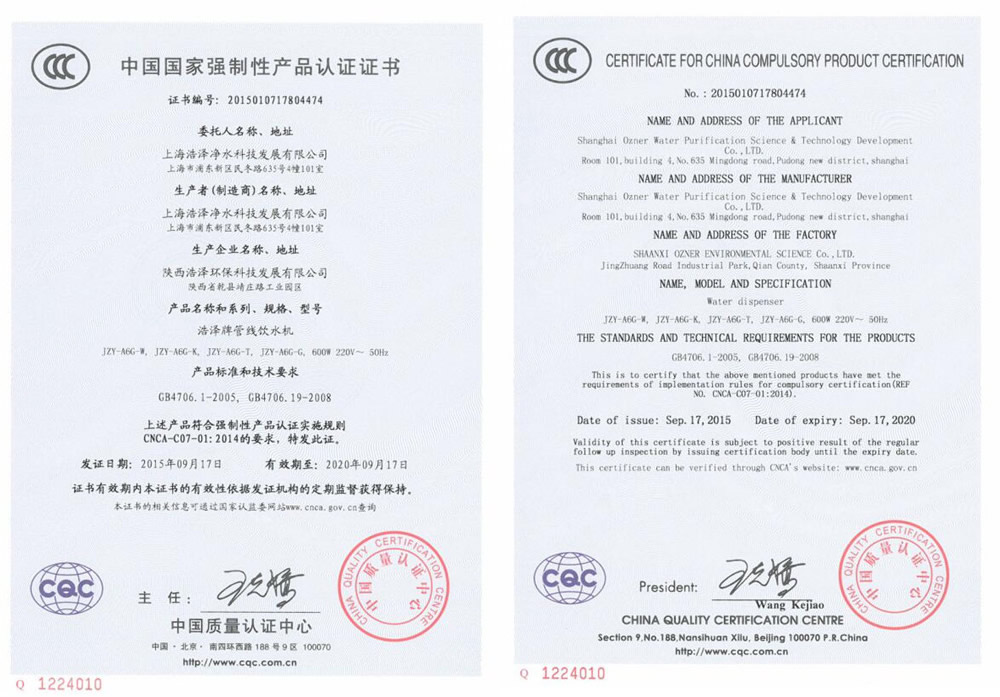 中国国家强制性产品认证证书
证书编号: 2015010717804474
委托人名称、地址
上海浩泽净水科技发展有限公司
上海市浦东新区民冬路635号4幢101室
生产者(制造商)名称、地址
上海浩泽净水科技发展有限公司
上海市浦东新区民冬路635号4幢101室
生产企业名称、地址
陕西浩泽环保科技发展有限公司
陕西省乾县靖庄路工业园区
产品名称和系列、规格、型号
浩泽牌管线饮水机
JZY-A6G-W, JZY-A6G-K, JZY-A6G-T, JZY-A6G-G, 600W 220V~ 50Hz
产品标准和技术要求
GB4706.1-2005, GB4706.19-2008
上述产品符合强制性产品认证实施规则
CNCA-C07-01:2014的要求，特发此证。
发证日期: 2015年09月17日 有效期至: 2020年09月17日
证书有效期内本证书的有效性依据发证机构的定期监督获得保持。
本证书的相关信息可通过国家认监委网站www.cnca.gov.cn查询
CQC
主 任:
CHINA QUALITY CERTIFICATION CENTRE
中国质量认证中心
中国质量认证中心
中国·北京·南四环西路 188 号 9 区 100070
http://www.cqc.com.cn
Q 1224010
CERTIFICATE FOR CHINA COMPULSORY PRODUCT CERTIFICATION
No.: 2015010717804474
NAME AND ADDRESS OF THE APPLICANT
Shanghai Ozner Water Purification Science & Technology Development
Co.,LTD.
Room 101,building 4,No.635 Mingdong road,Pudong new district,shanghai
NAME AND ADDRESS OF THE MANUFACTURER
Shanghai Ozner Water Purification Science & Technology Development
Co.,LTD.
Room 101,building 4,No.635 Mingdong road,Pudong new district,shanghai
NAME AND ADDRESS OF THE FACTORY
SHAANXI OZNER ENVIRONMENTAL SCIENCE Co.,LTD.
JingZhuang Road Industrial Park,Qian County, Shaanxi Province
NAME, MODEL AND SPECIFICATION
Water dispenser
JZY-A6G-W, JZY-A6G-K, JZY-A6G-T, JZY-A6G-G, 600W 220V~ 50Hz
THE STANDARDS AND TECHNICAL REQUIREMENTS FOR THE PRODUCTS
GB4706.1-2005, GB4706.19-2008
This is to certify that the above mentioned products have met the
requirements of implementation rules for compulsory certification(REF
NO. CNCA-C07-01:2014).
Date of issue: Sep.17,2015 Date of expiry: Sep.17,2020
Validity of this certificate is subject to positive result of the regular
follow up inspection by issuing certification body until the expiry date.
This certificate can be verified through CNCA's website: www.cnca.gov.cn
CQC
President:
Wang Kejiao
CHINA QUALITY CERTIFICATION CENTRE
中国质量认证中心
CHINA QUALITY CERTIFICATION CENTRE
Section 9,No.188,Nansihuan Xilu, Beijing 100070 P.R.China
http://www.cqc.com.cn
Q 1224010